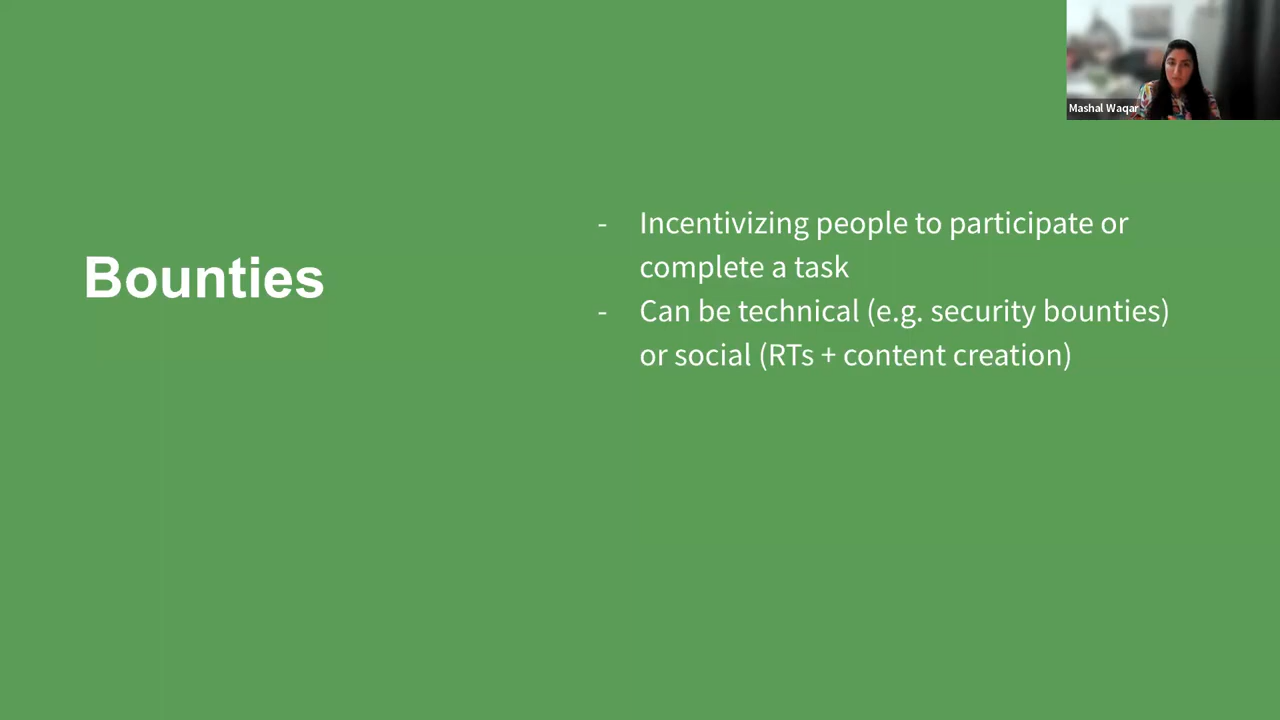 Mashal Waqar
Bounties
- Incentivizing people to participate or
complete a task
- Can be technical (e.g. security bounties)
or social (RTs + content creation)